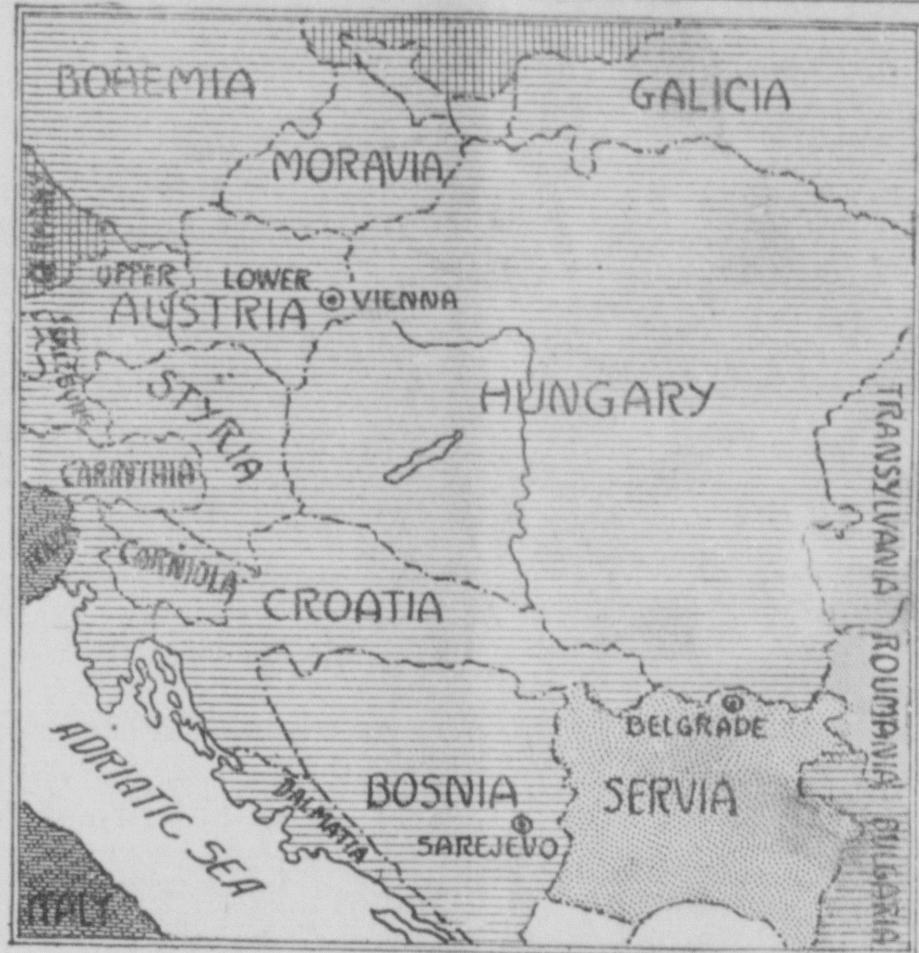 BOHEMIA
GALICIA
MORAVIA
UPPER
LOWER
AUSTRIA
VIENNA
SALZBURG
STYRIA
HUNGARY
CARINTHIA
TRANSYLVANIA
CARNIOLA
CROATIA
ROUMANIA
BELGRADE
ADRIATIC SEA
DALMATIA
BOSNIA
SERVIA
SAREJEVO
BULGARIA
ITALY